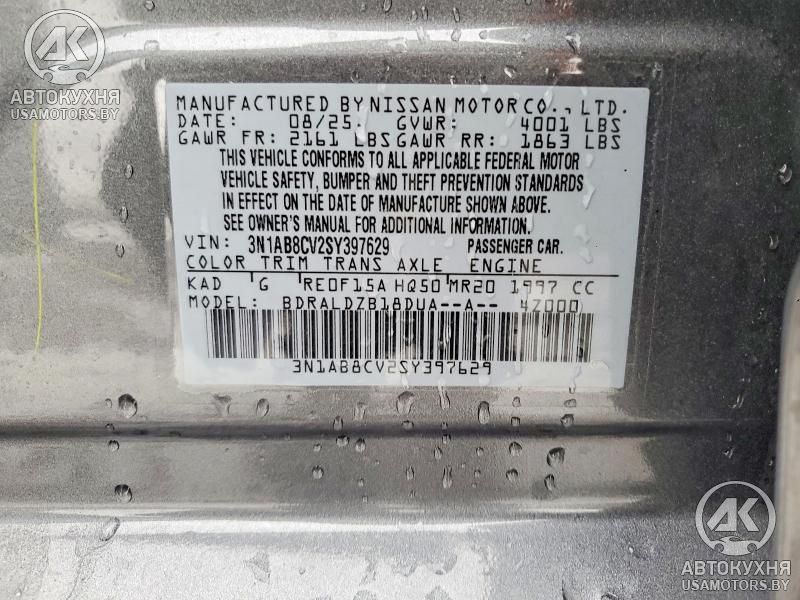 AK
АВТОКУХНЯ
USAMOTORS.BY
MANUFACTURED BY NISSAN MOTOR CO., LTD.
DATE: 08/25. GVWR: 4001 LBS
GAWR FR: 2161 LBS GAWR RR: 1863 LBS
THIS VEHICLE CONFORMS TO ALL APPLICABLE FEDERAL MOTOR
VEHICLE SAFETY, BUMPER AND THEFT PREVENTION STANDARDS
IN EFFECT ON THE DATE OF MANUFACTURE SHOWN ABOVE.
SEE OWNER'S MANUAL FOR ADDITIONAL INFORMATION.
VIN: 3N1AB8CV2SY397629 PASSENGER CAR.
COLOR TRIM TRANS AXLE ENGINE
KAD G RE0F15A HQ50 MR20 1997 CC
MODEL: BDRALDZB18DUA--A-- 4Z000
3N1AB8CV2SY397629
AK
АВТОКУХНЯ
USAMOTORS.BY